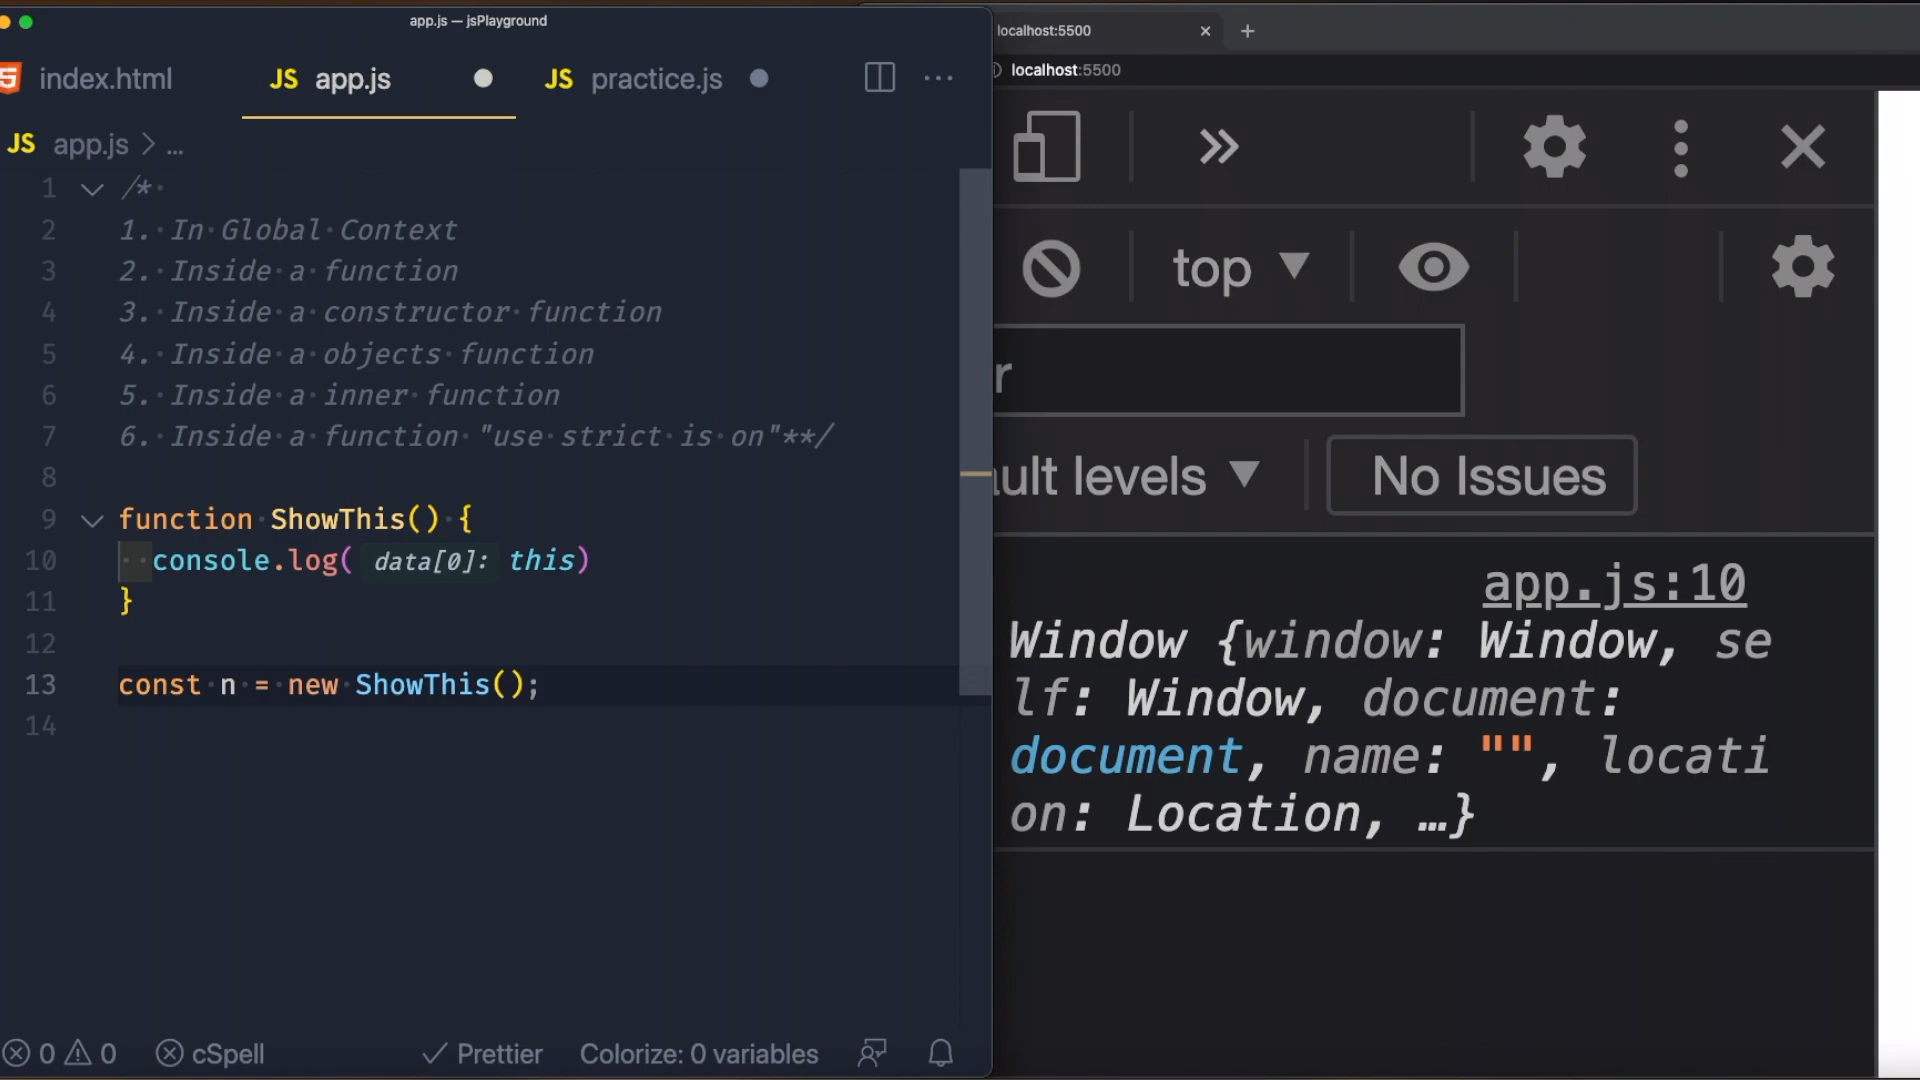 app.js — jsPlayground
index.html
JS app.js
JS practice.js
JS app.js > ...
1 /*
2 1. In Global Context
3 2. Inside a function
4 3. Inside a constructor function
5 4. Inside a objects function
6 5. Inside a inner function
7 6. Inside a function "use strict is on"**/
8
9 function ShowThis() {
10 console.log( data[0]: this)
11 }
12
13 const n = new ShowThis();
14
0 0 cSpell Prettier Colorize: 0 variables
localhost:5500
localhost:5500
top
r
ult levels
No Issues
app.js:10
Window {window: Window, se
lf: Window, document:
document, name: "", locati
on: Location, …}